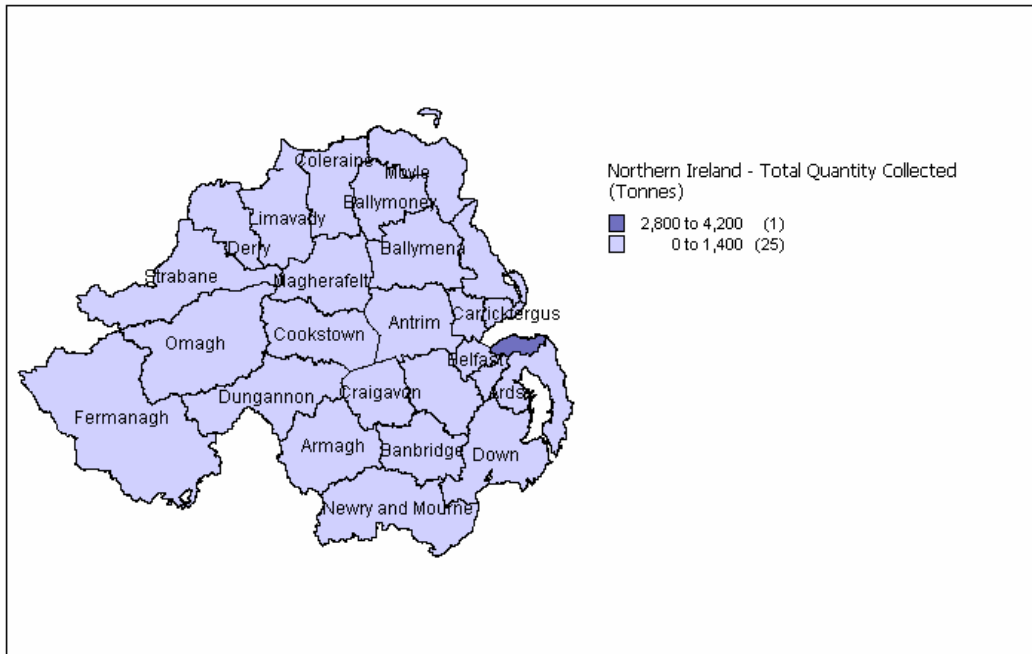 Coleraine
Moyle
Ballymoney
Limavady
Derry
Ballymena
Strabane
Magherafelt
Carrickfergus
Antrim
Cookstown
Omagh
Belfast
Craigavon
Ards
Dungannon
Fermanagh
Armagh
Banbridge
Down
Newry and Mourne
Northern Ireland - Total Quantity Collected
(Tonnes)
2,800 to 4,200 (1)
0 to 1,400 (25)